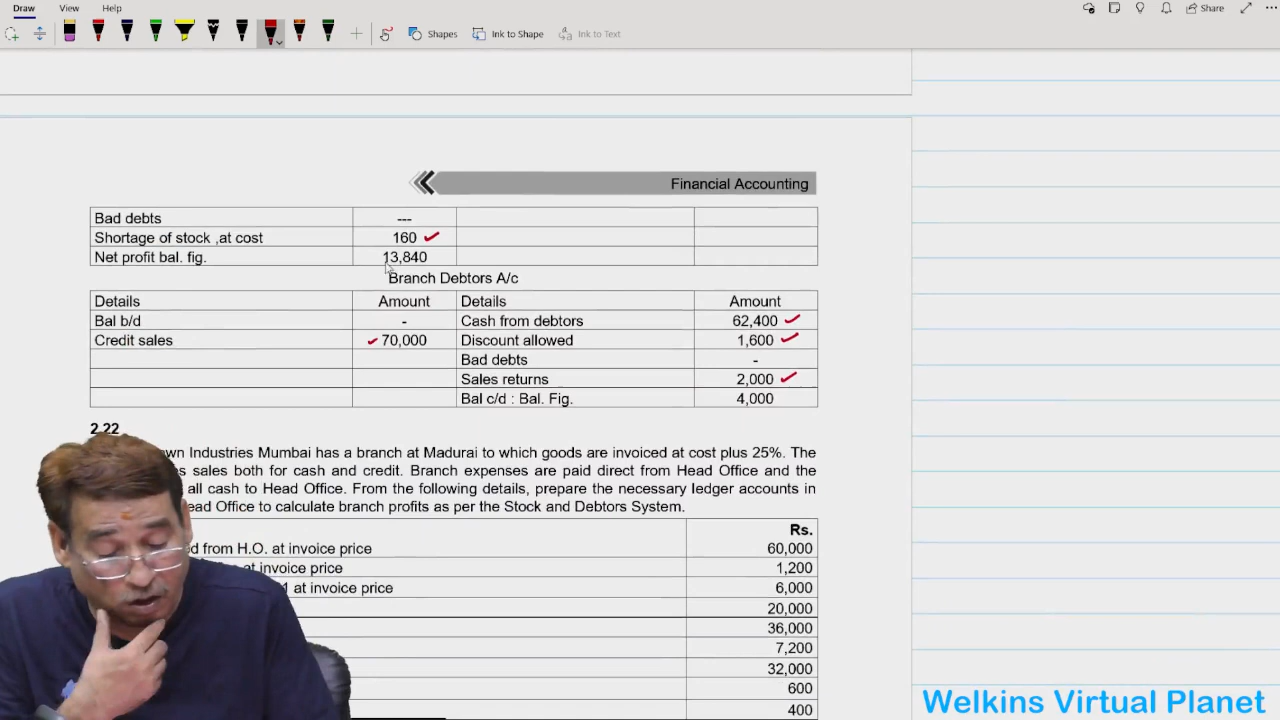 Draw View Help Share
Shapes Ink to Shape Ink to Text
Financial Accounting
Bad debts ---
Shortage of stock ,at cost 160
Net profit bal. fig. 13,840
Branch Debtors A/c
Details Amount Details Amount
Bal b/d - Cash from debtors 62,400
Credit sales 70,000 Discount allowed 1,600
Bad debts -
Sales returns 2,000
Bal c/d : Bal. Fig. 4,000
2.22
Industries Mumbai has a branch at Madurai to which goods are invoiced at cost plus 25%. The
sales both for cash and credit. Branch expenses are paid direct from Head Office and the
all cash to Head Office. From the following details, prepare the necessary ledger accounts in
Office to calculate branch profits as per the Stock and Debtors System.
Rs.
from H.O. at invoice price 60,000
at invoice price 1,200
at invoice price 6,000
20,000
36,000
7,200
32,000
600
400
Welkins Virtual Planet